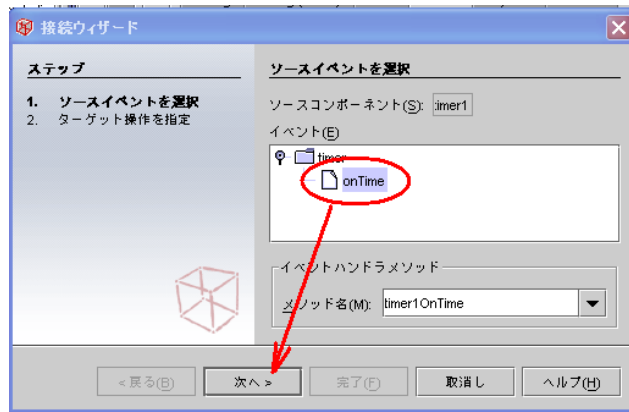 接続ウィザード
ステップ
1. ソースイベントを選択
2. ターゲット操作を指定
ソースイベントを選択
ソースコンポーネント(S): timer1
イベント(E)
timer
onTime
イベントハンドラメソッド
メソッド名(M): timer1OnTime
<戻る(B)
次へ>
完了(F)
取消し
ヘルプ(H)